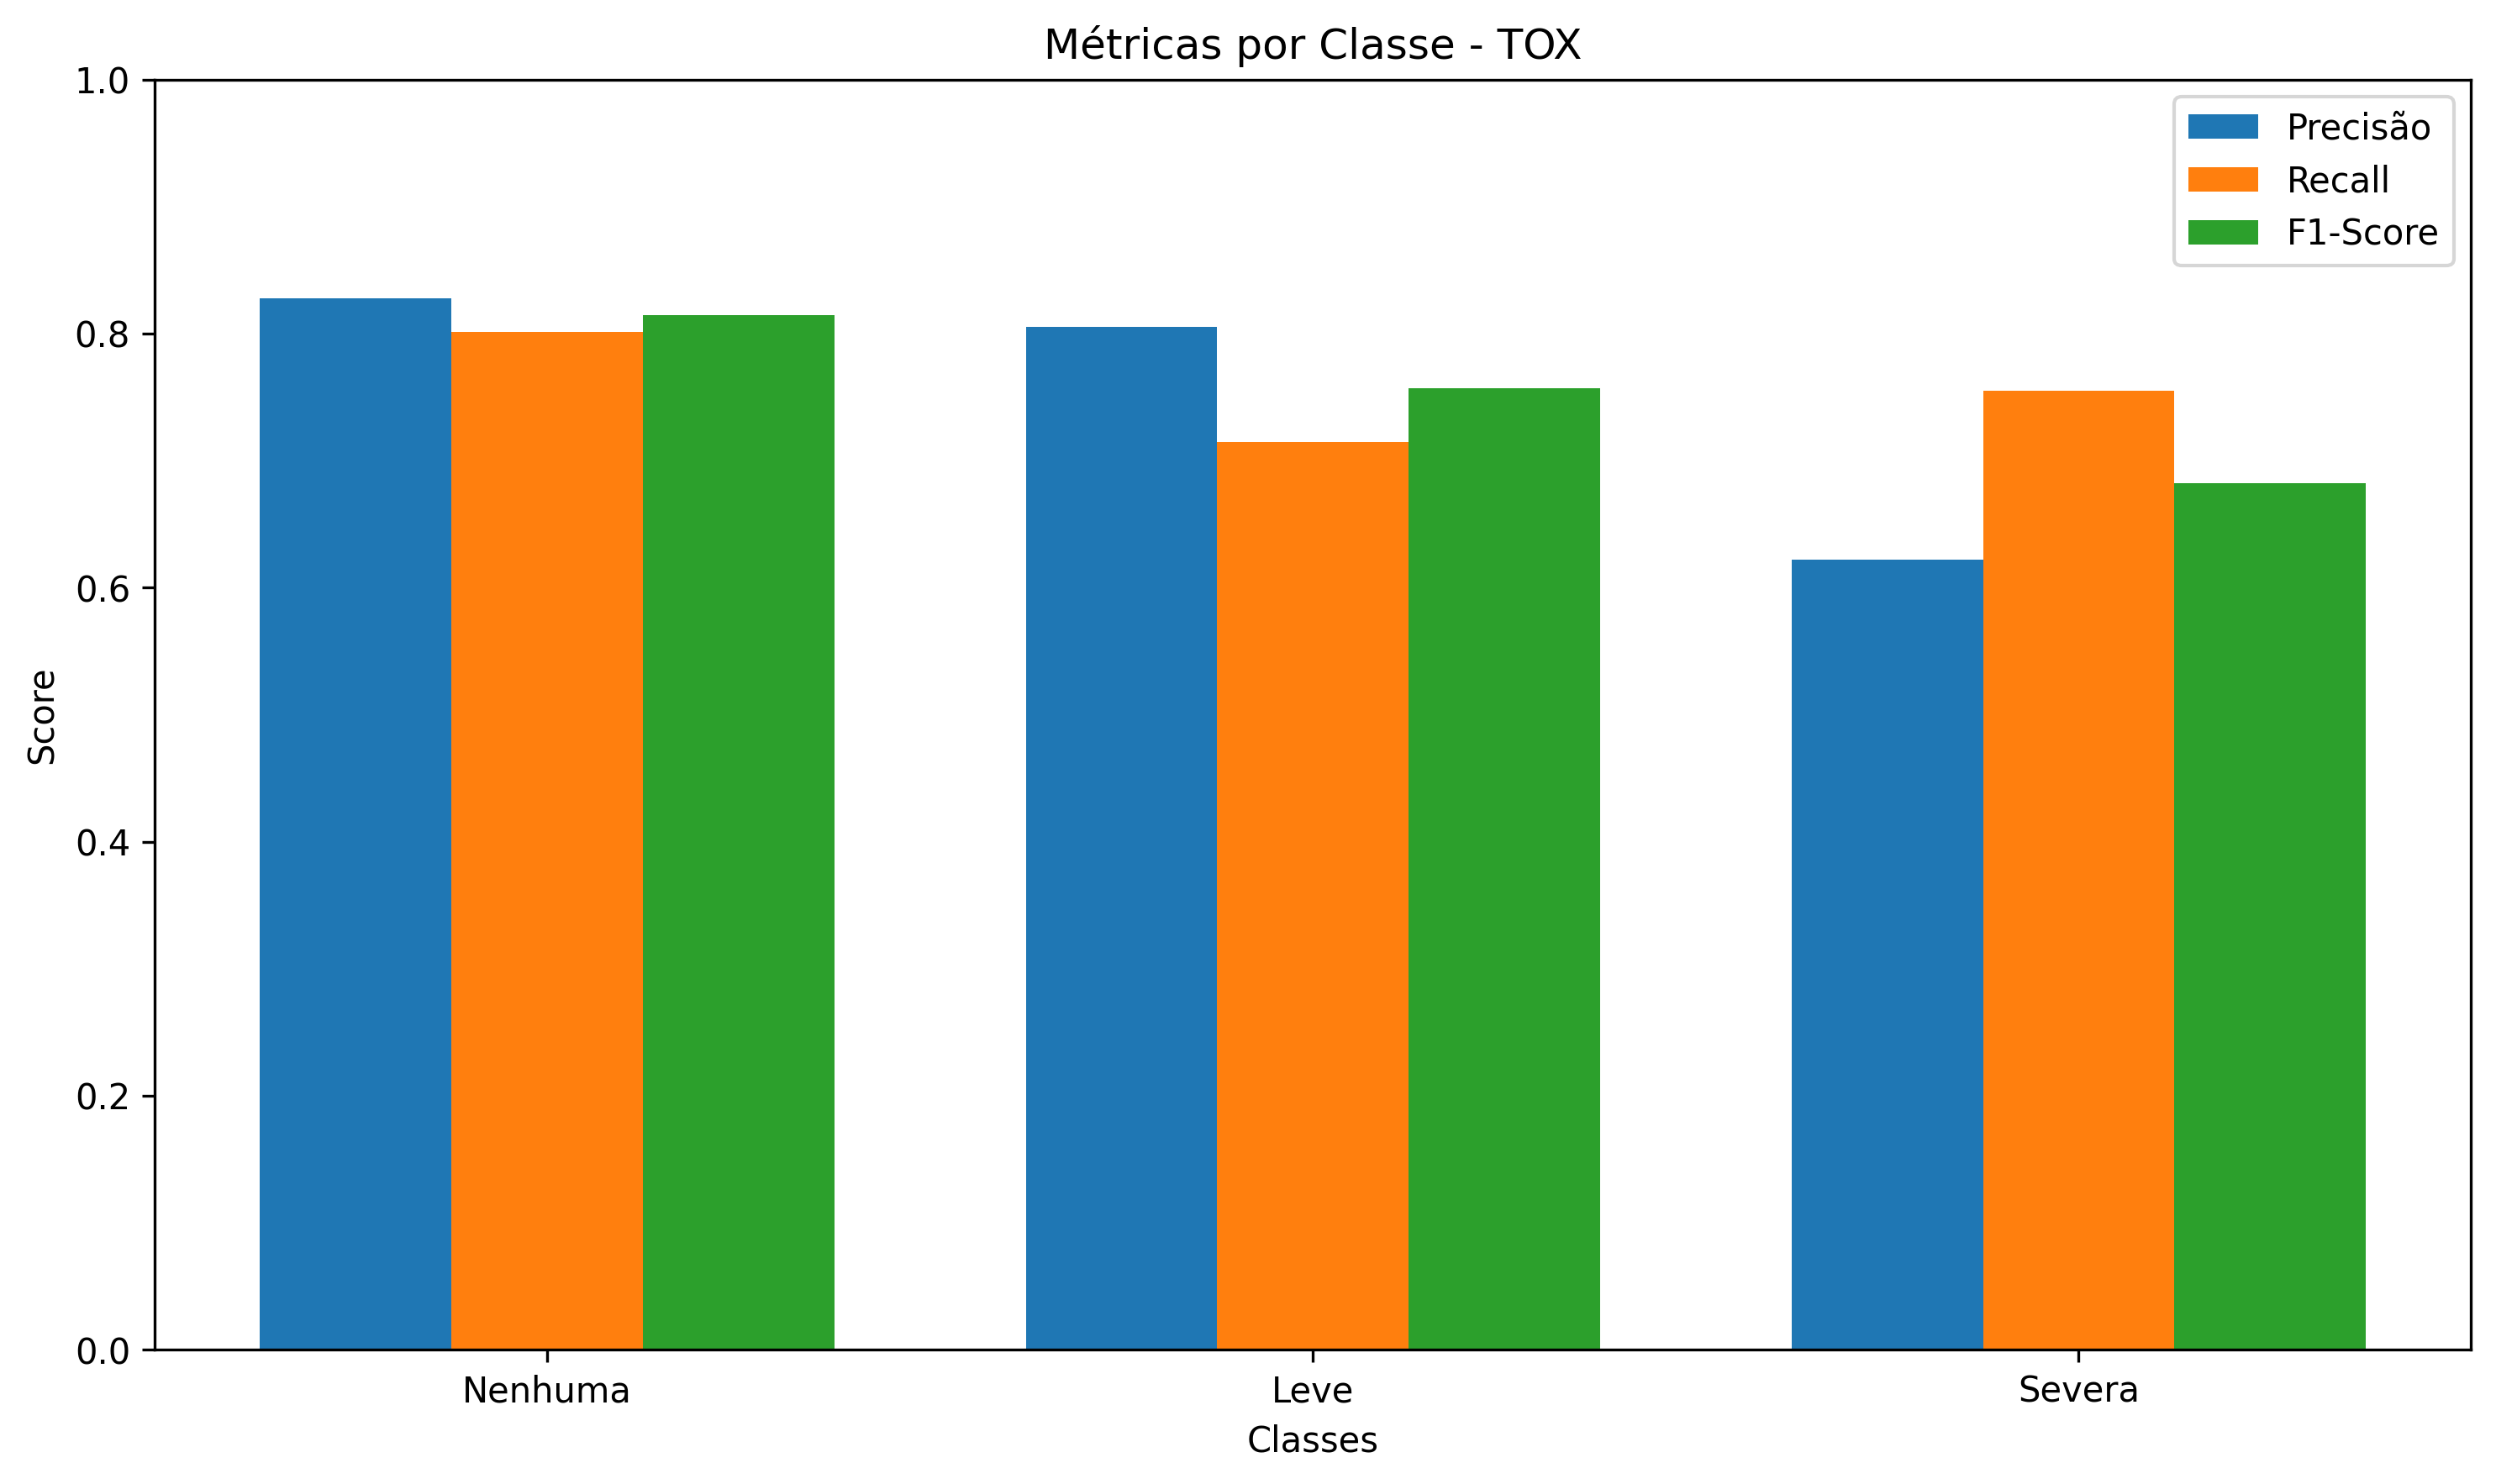 Métricas por Classe - TOX
Precisão
Recall
F1-Score
Score
1.0
0.8
0.6
0.4
0.2
0.0
Nenhuma
Leve
Severa
Classes